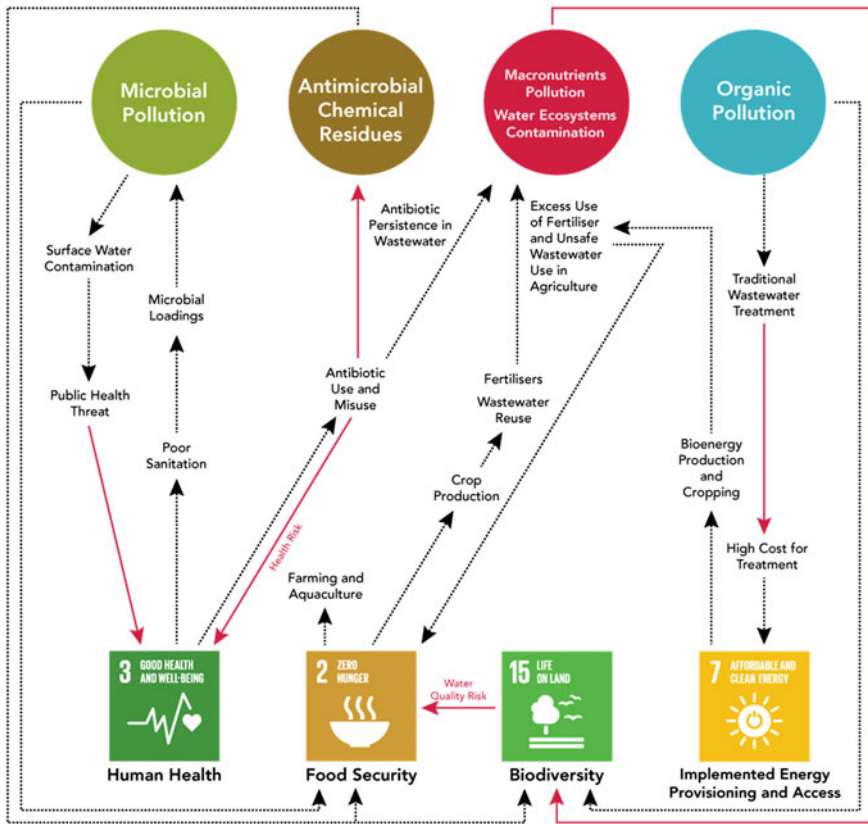 Microbial
Pollution
Antimicrobial
Chemical
Residues
Macronutrients
Pollution
Water Ecosystems
Contamination
Organic
Pollution
Surface Water
Contamination
Microbial
Loadings
Public Health
Threat
Poor
Sanitation
Antibiotic
Persistence in
Wastewater
Antibiotic
Use and
Misuse
Health Risk
Excess Use
of Fertiliser
and Unsafe
Wastewater
Use in
Agriculture
Fertilisers
Wastewater
Reuse
Crop
Production
Farming and
Aquaculture
Traditional
Wastewater
Treatment
Bioenergy
Production
and
Cropping
High Cost for
Treatment
3 GOOD HEALTH
AND WELL-BEING
Human Health
2 ZERO
HUNGER
Food Security
Water
Quality Risk
15 LIFE
ON LAND
Biodiversity
7 AFFORDABLE AND
CLEAN ENERGY
Implemented Energy
Provisioning and Access